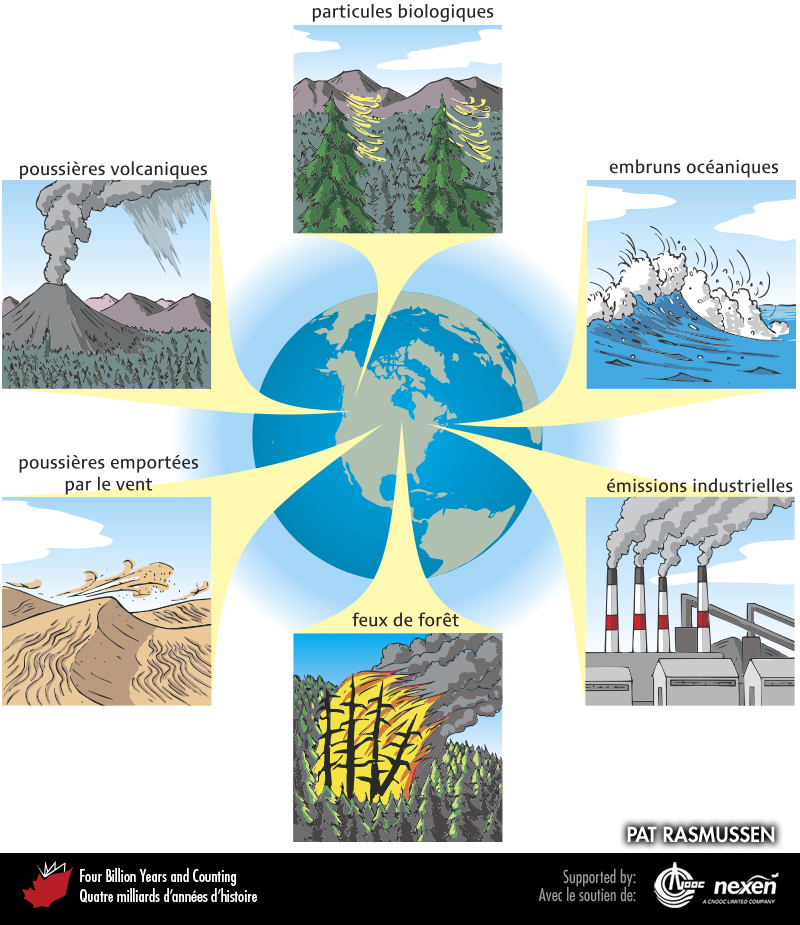 particules biologiques
poussières volcaniques
embruns océaniques
poussières emportées
par le vent
émissions industrielles
feux de forêt
PAT RASMUSSEN
Four Billion Years and Counting
Quatre milliards d'années d'histoire
Supported by:
Avec le soutien de:
CNOOC
nexen
A CNOOC LIMITED COMPANY